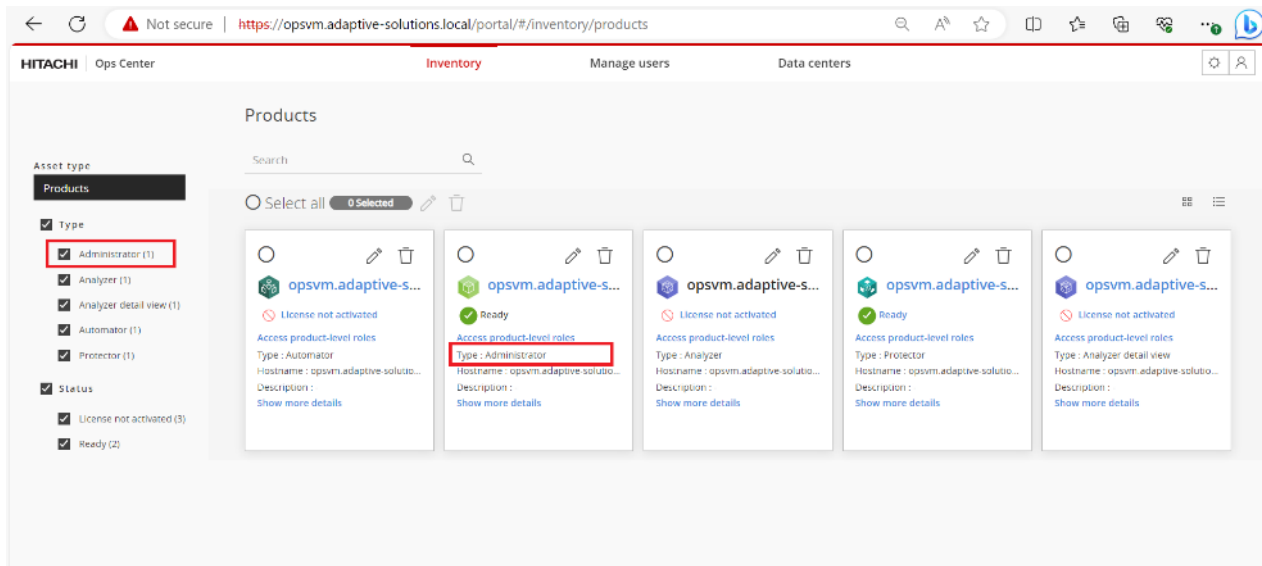 Not secure https://opsvm.adaptive-solutions.local/portal/#/inventory/products
HITACHI Ops Center Inventory Manage users Data centers
Products
Search
Asset type
Products
Type
Administrator (1)
Analyzer (1)
Analyzer detail view (1)
Automator (1)
Protector (1)
Status
License not activated (3)
Ready (2)
Select all 0 Selected
opsvm.adaptive-s...
License not activated
Access product-level roles
Type : Automator
Hostname : opsvm.adaptive-solutio...
Description :
Show more details
opsvm.adaptive-s...
Ready
Access product-level roles
Type : Administrator
Hostname : opsvm.adaptive-solutio...
Description :
Show more details
opsvm.adaptive-s...
License not activated
Access product-level roles
Type : Analyzer
Hostname : opsvm.adaptive-solutio...
Description :
Show more details
opsvm.adaptive-s...
Ready
Access product-level roles
Type : Protector
Hostname : opsvm.adaptive-solutio...
Description :
Show more details
opsvm.adaptive-s...
License not activated
Access product-level roles
Type : Analyzer detail view
Hostname : opsvm.adaptive-solutio...
Description :
Show more details